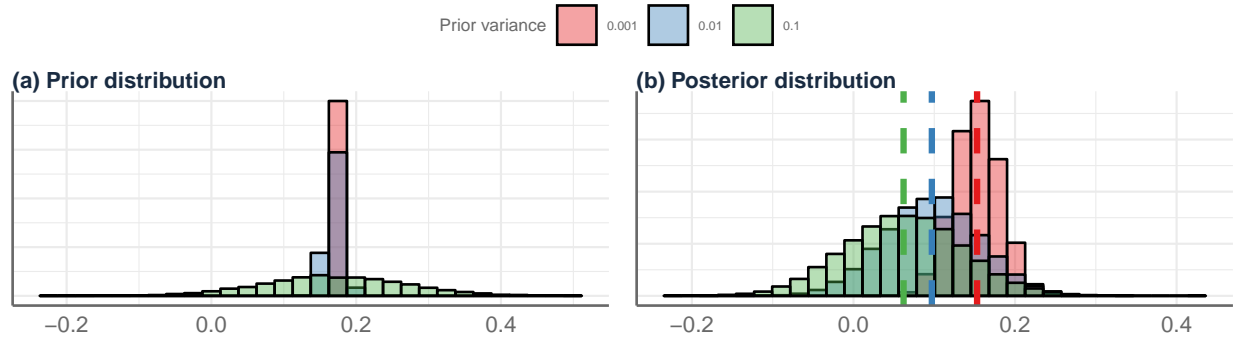 Prior variance 0.001 0.01 0.1
(a) Prior distribution
(b) Posterior distribution
−0.2 0.0 0.2 0.4
−0.2 0.0 0.2 0.4